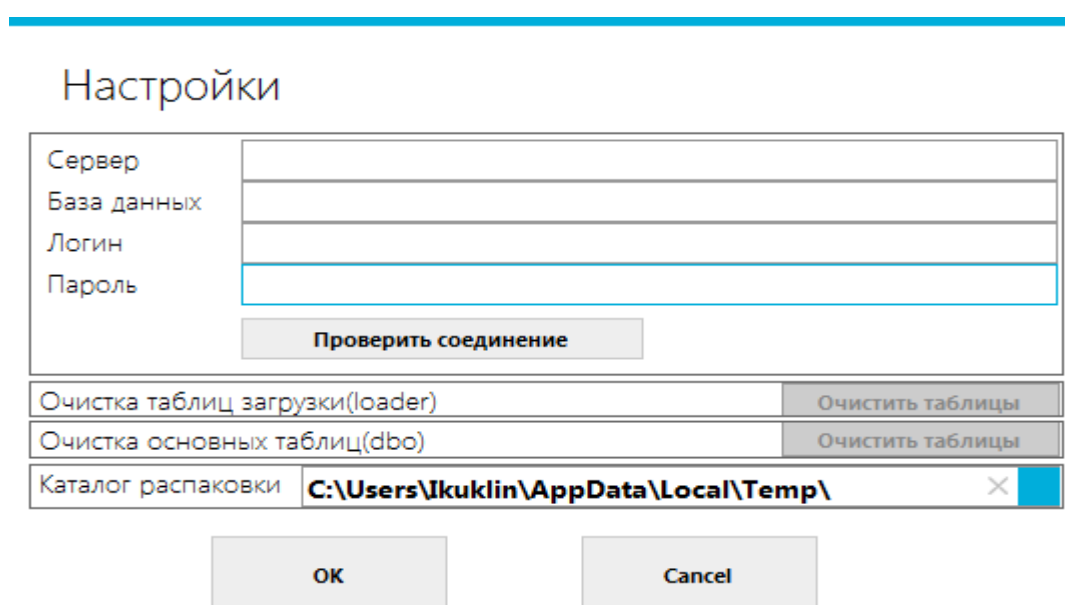 Настройки
Сервер
База данных
Логин
Пароль
Проверить соединение
Очистка таблиц загрузки(loader) Очистить таблицы
Очистка основных таблиц(dbo) Очистить таблицы
Каталог распаковки C:\Users\Ikuklin\AppData\Local\Temp\
OK Cancel